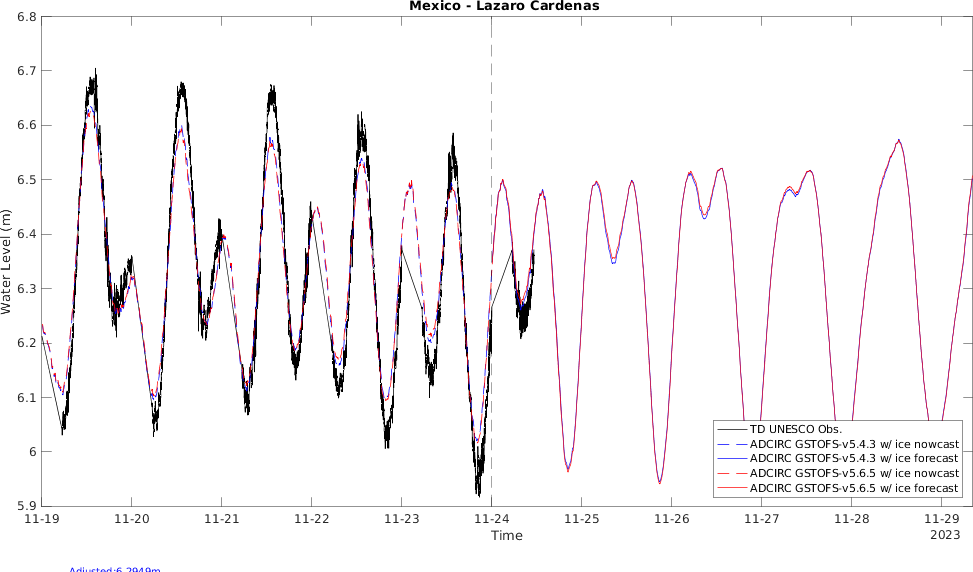 Mexico - Lazaro Cardenas
6.8
6.7
6.6
6.5
6.4
6.3
6.2
6.1
6
5.9
Water Level (m)
11-19
11-20
11-21
11-22
11-23
11-24
11-25
11-26
11-27
11-28
11-29
2023
Time
TD UNESCO Obs.
ADCIRC GSTOFS-v5.4.3 w/ ice nowcast
ADCIRC GSTOFS-v5.4.3 w/ ice forecast
ADCIRC GSTOFS-v5.6.5 w/ ice nowcast
ADCIRC GSTOFS-v5.6.5 w/ ice forecast
Adjusted:6.2949m